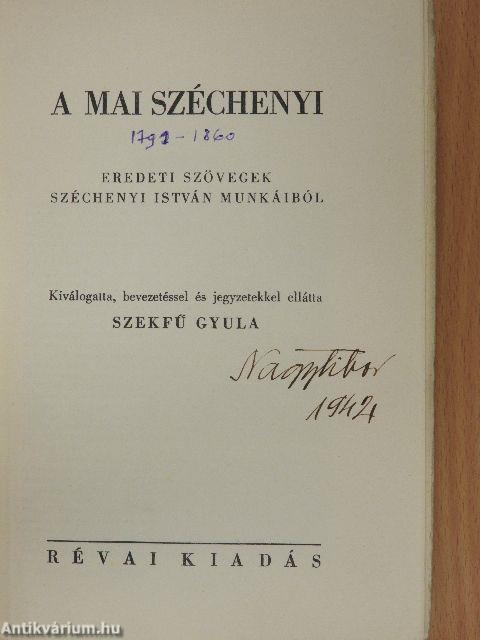 A MAI SZÉCHENYI
1791-1860
EREDETI SZÖVEGEK
SZÉCHENYI ISTVÁN MUNKÁIBÓL
Kiválogatta, bevezetéssel és jegyzetekkel ellátta
SZEKFŰ GYULA
Nagy Tibor
1942
RÉVAI KIADÁS
Antikvárium.hu